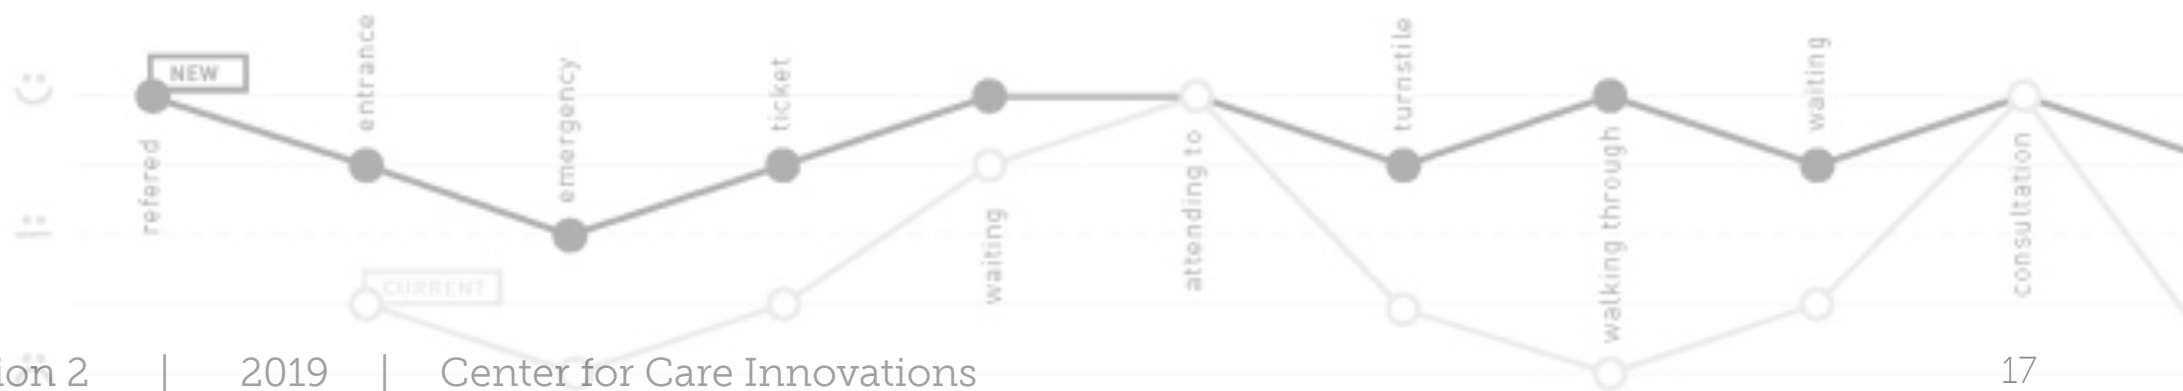 NEW
refered
entrance
emergency
ticket
waiting
attending to
turnstile
walking through
waiting
consultation
CURRENT
ion 2 | 2019 | Center for Care Innovations 17